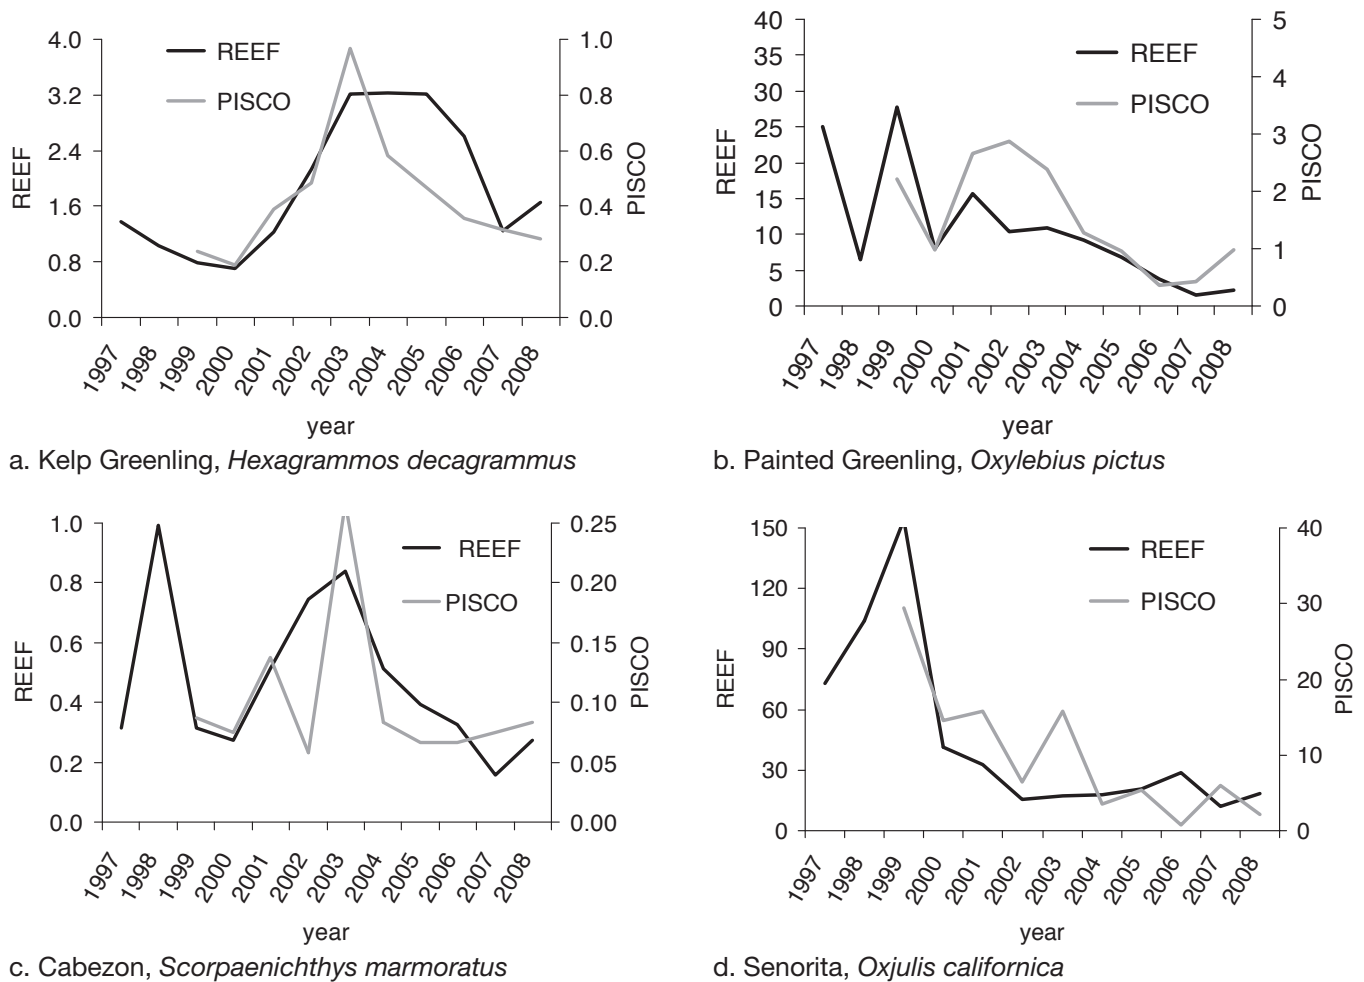 4.0
3.2
2.4
1.6
0.8
0.0
REEF
REEF
PISCO
1.0
0.8
0.6
0.4
0.2
0.0
PISCO
1997 1998 1999 2000 2001 2002 2003 2004 2005 2006 2007 2008
year
a. Kelp Greenling, Hexagrammos decagrammus
40
35
30
25
20
15
10
5
0
REEF
REEF
PISCO
5
4
3
2
1
0
PISCO
1997 1998 1999 2000 2001 2002 2003 2004 2005 2006 2007 2008
year
b. Painted Greenling, Oxylebius pictus
1.0
0.8
0.6
0.4
0.2
0.0
REEF
REEF
PISCO
0.25
0.20
0.15
0.10
0.05
0.00
PISCO
1997 1998 1999 2000 2001 2002 2003 2004 2005 2006 2007 2008
year
c. Cabezon, Scorpaenichthys marmoratus
150
120
90
60
30
0
REEF
REEF
PISCO
40
30
20
10
0
PISCO
1997 1998 1999 2000 2001 2002 2003 2004 2005 2006 2007 2008
year
d. Senorita, Oxjulis californica